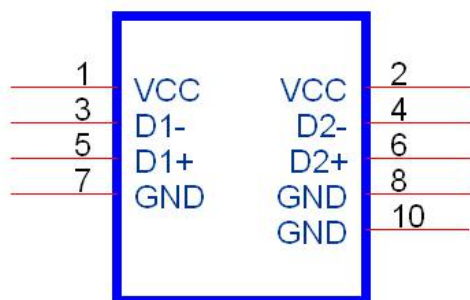 1 VCC VCC 2
3 D1- D2- 4
5 D1+ D2+ 6
7 GND GND 8
GND 10